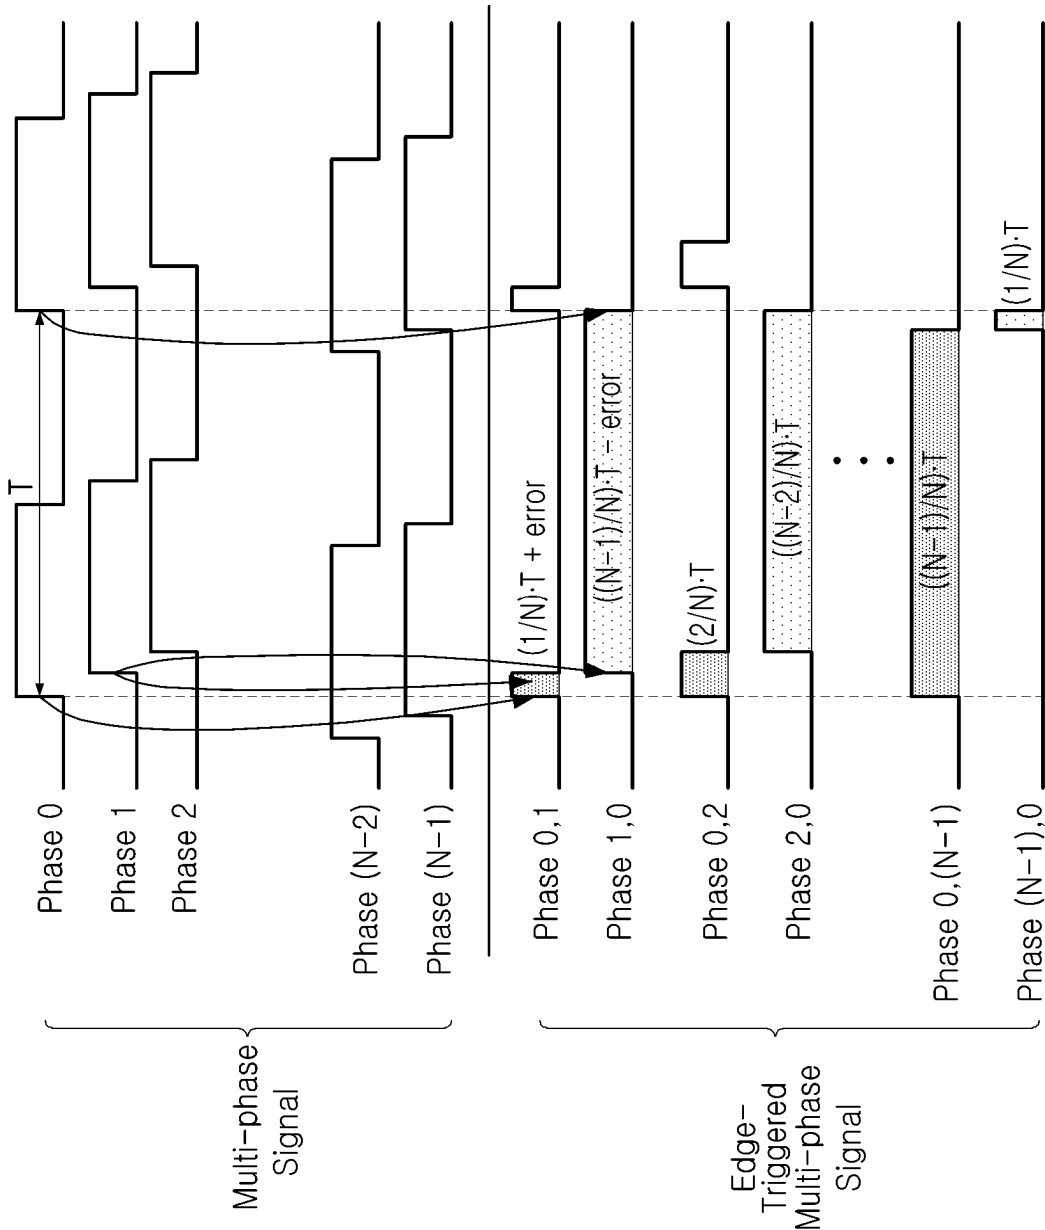 Multi-phase
Signal
T
Phase 0
Phase 1
Phase 2
Phase (N-2)
Phase (N-1)
Edge-
Triggered
Multi-phase
Signal
Phase 0,1
(1/N)·T + error
Phase 1,0
((N-1)/N)·T - error
Phase 0,2
(2/N)·T
Phase 2,0
((N-2)/N)·T
Phase 0,(N-1)
((N-1)/N)·T
Phase (N-1),0
(1/N)·T